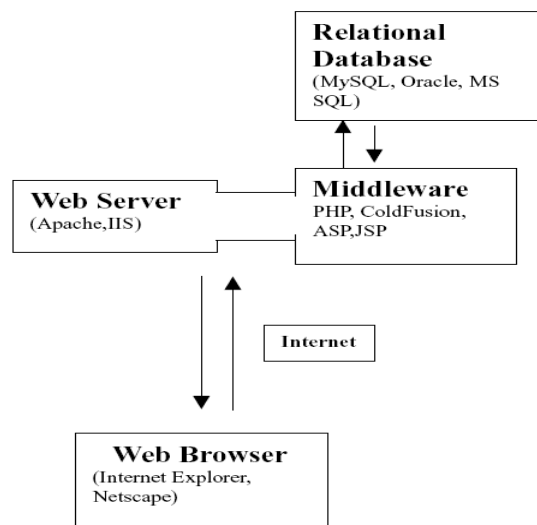 Relational
Database
(MySQL, Oracle, MS
SQL)
Web Server
(Apache,IIS)
Middleware
PHP, ColdFusion,
ASP,JSP
Internet
Web Browser
(Internet Explorer,
Netscape)